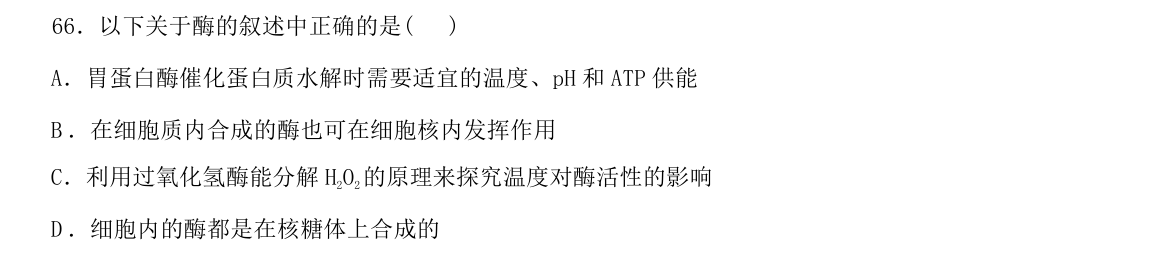 66．以下关于酶的叙述中正确的是(　)
A．胃蛋白酶催化蛋白质水解时需要适宜的温度、pH 和 ATP 供能
B．在细胞质内合成的酶也可在细胞核内发挥作用
C．利用过氧化氢酶能分解 H₂O₂的原理来探究温度对酶活性的影响
D．细胞内的酶都是在核糖体上合成的